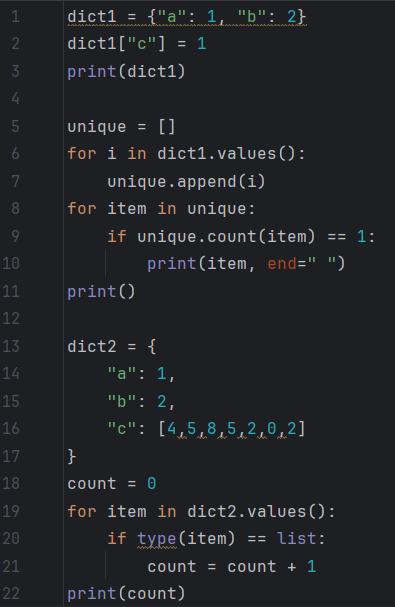 1 dict1 = {"a": 1, "b": 2}
2 dict1["c"] = 1
3 print(dict1)
4
5 unique = []
6 for i in dict1.values():
7     unique.append(i)
8 for item in unique:
9     if unique.count(item) == 1:
10         print(item, end=" ")
11 print()
12
13 dict2 = {
14     "a": 1,
15     "b": 2,
16     "c": [4,5,8,5,2,0,2]
17 }
18 count = 0
19 for item in dict2.values():
20     if type(item) == list:
21         count = count + 1
22 print(count)